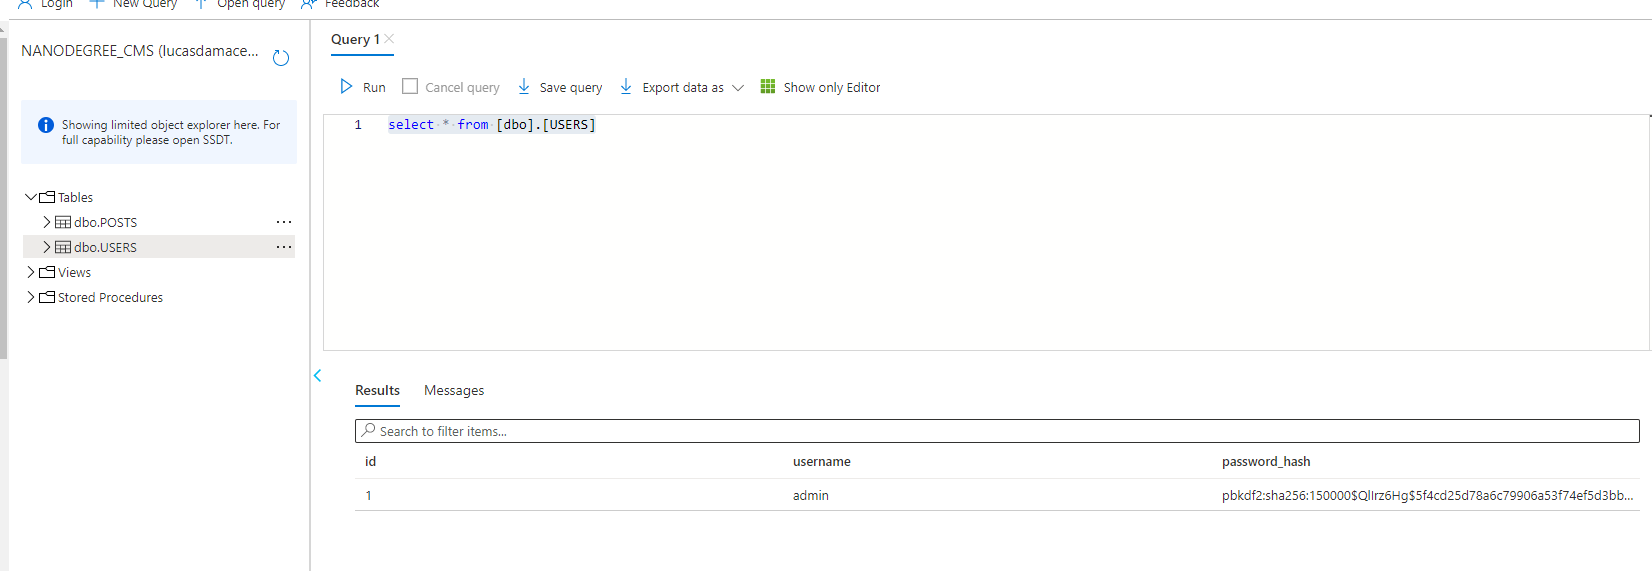 Login New Query Open query Feedback
NANODEGREE_CMS (lucasdamace...
Showing limited object explorer here. For
full capability please open SSDT.
Tables
dbo.POSTS ...
dbo.USERS ...
Views
Stored Procedures
Query 1
Run Cancel query Save query Export data as Show only Editor
1 select * from [dbo].[USERS]
Results Messages
Search to filter items...
id username password_hash
1 admin pbkdf2:sha256:150000$QlIrz6Hg$5f4cd25d78a6c79906a53f74ef5d3bb...